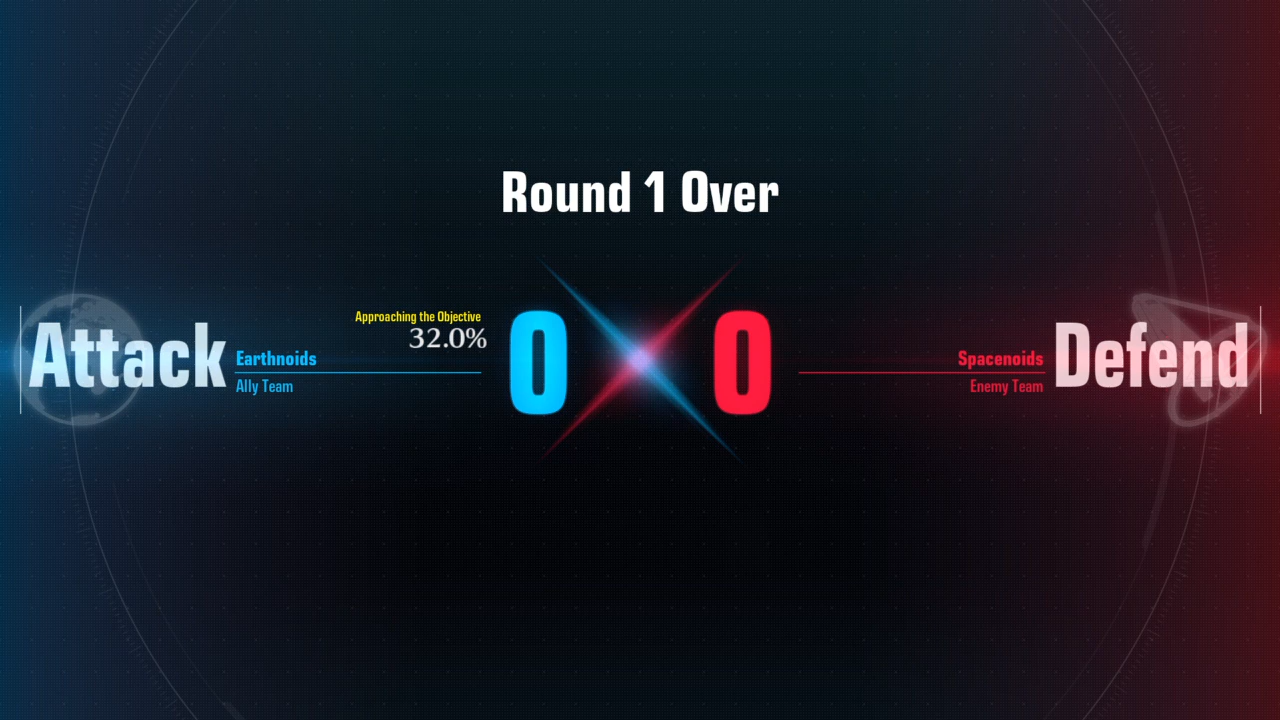 Round 1 Over
Attack
Earthnoids
Ally Team
Approaching the Objective
32.0%
0
0
Spacenoids
Enemy Team
Defend